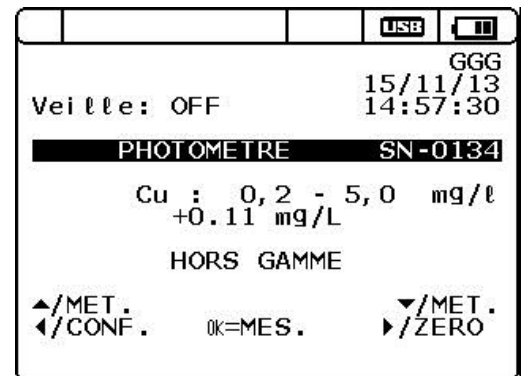 USB
GGG
15/11/13
Veille: OFF 14:57:30
PHOTOMETRE SN-0134
Cu : 0,2 - 5,0 mg/ℓ
+0.11 mg/L
HORS GAMME
▲/MET. ▼/MET.
◀/CONF. OK=MES. ▶/ZERO